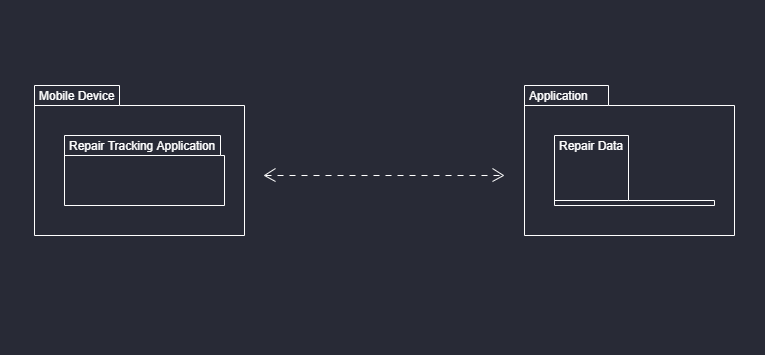 Mobile Device
Repair Tracking Application
Application
Repair Data